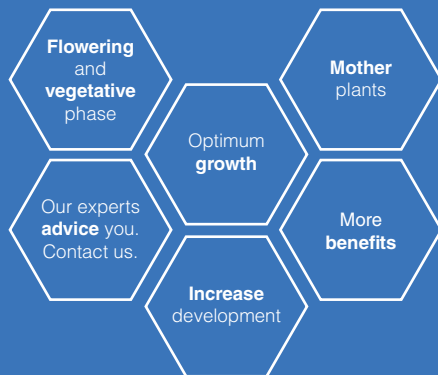 Flowering
and
vegetative
phase
Mother
plants
Optimum
growth
Our experts
advice you.
Contact us.
More
benefits
Increase
development